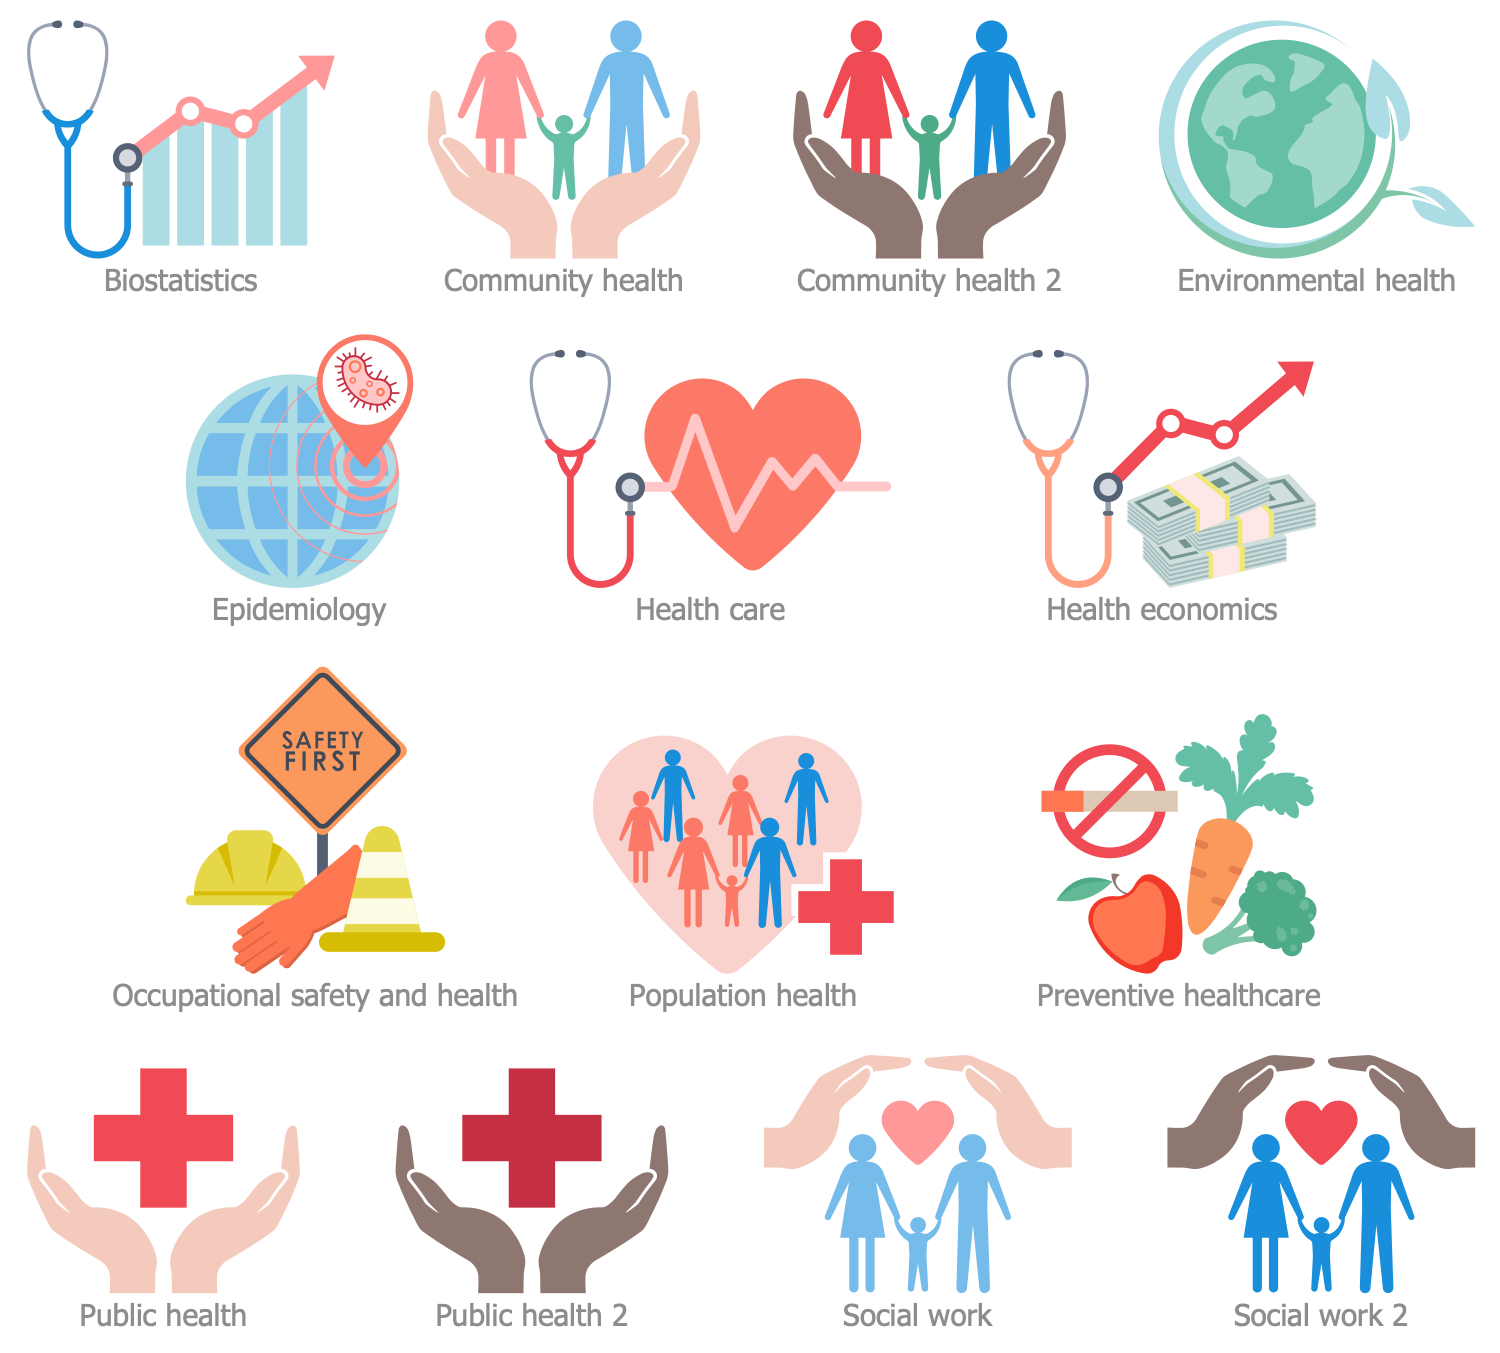 Biostatistics
Community health
Community health 2
Environmental health
Epidemiology
Health care
Health economics
SAFETY
FIRST
Occupational safety and health
Population health
Preventive healthcare
Public health
Public health 2
Social work
Social work 2